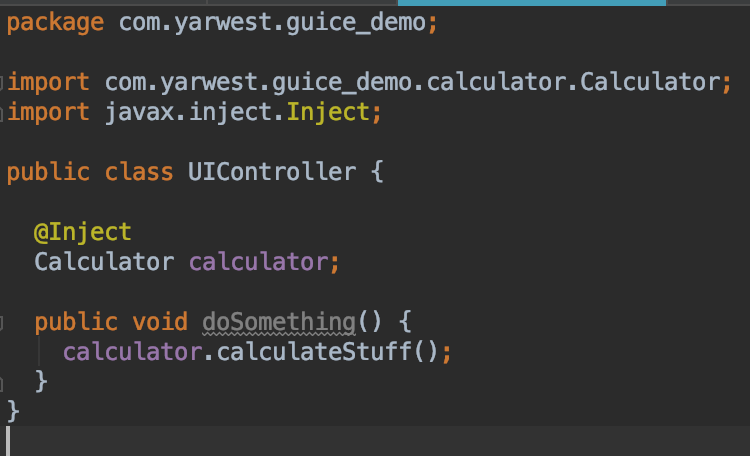 package com.yarwest.guice_demo;
import com.yarwest.guice_demo.calculator.Calculator;
import javax.inject.Inject;
public class UIController {
@Inject
Calculator calculator;
public void doSomething() {
calculator.calculateStuff();
}
}